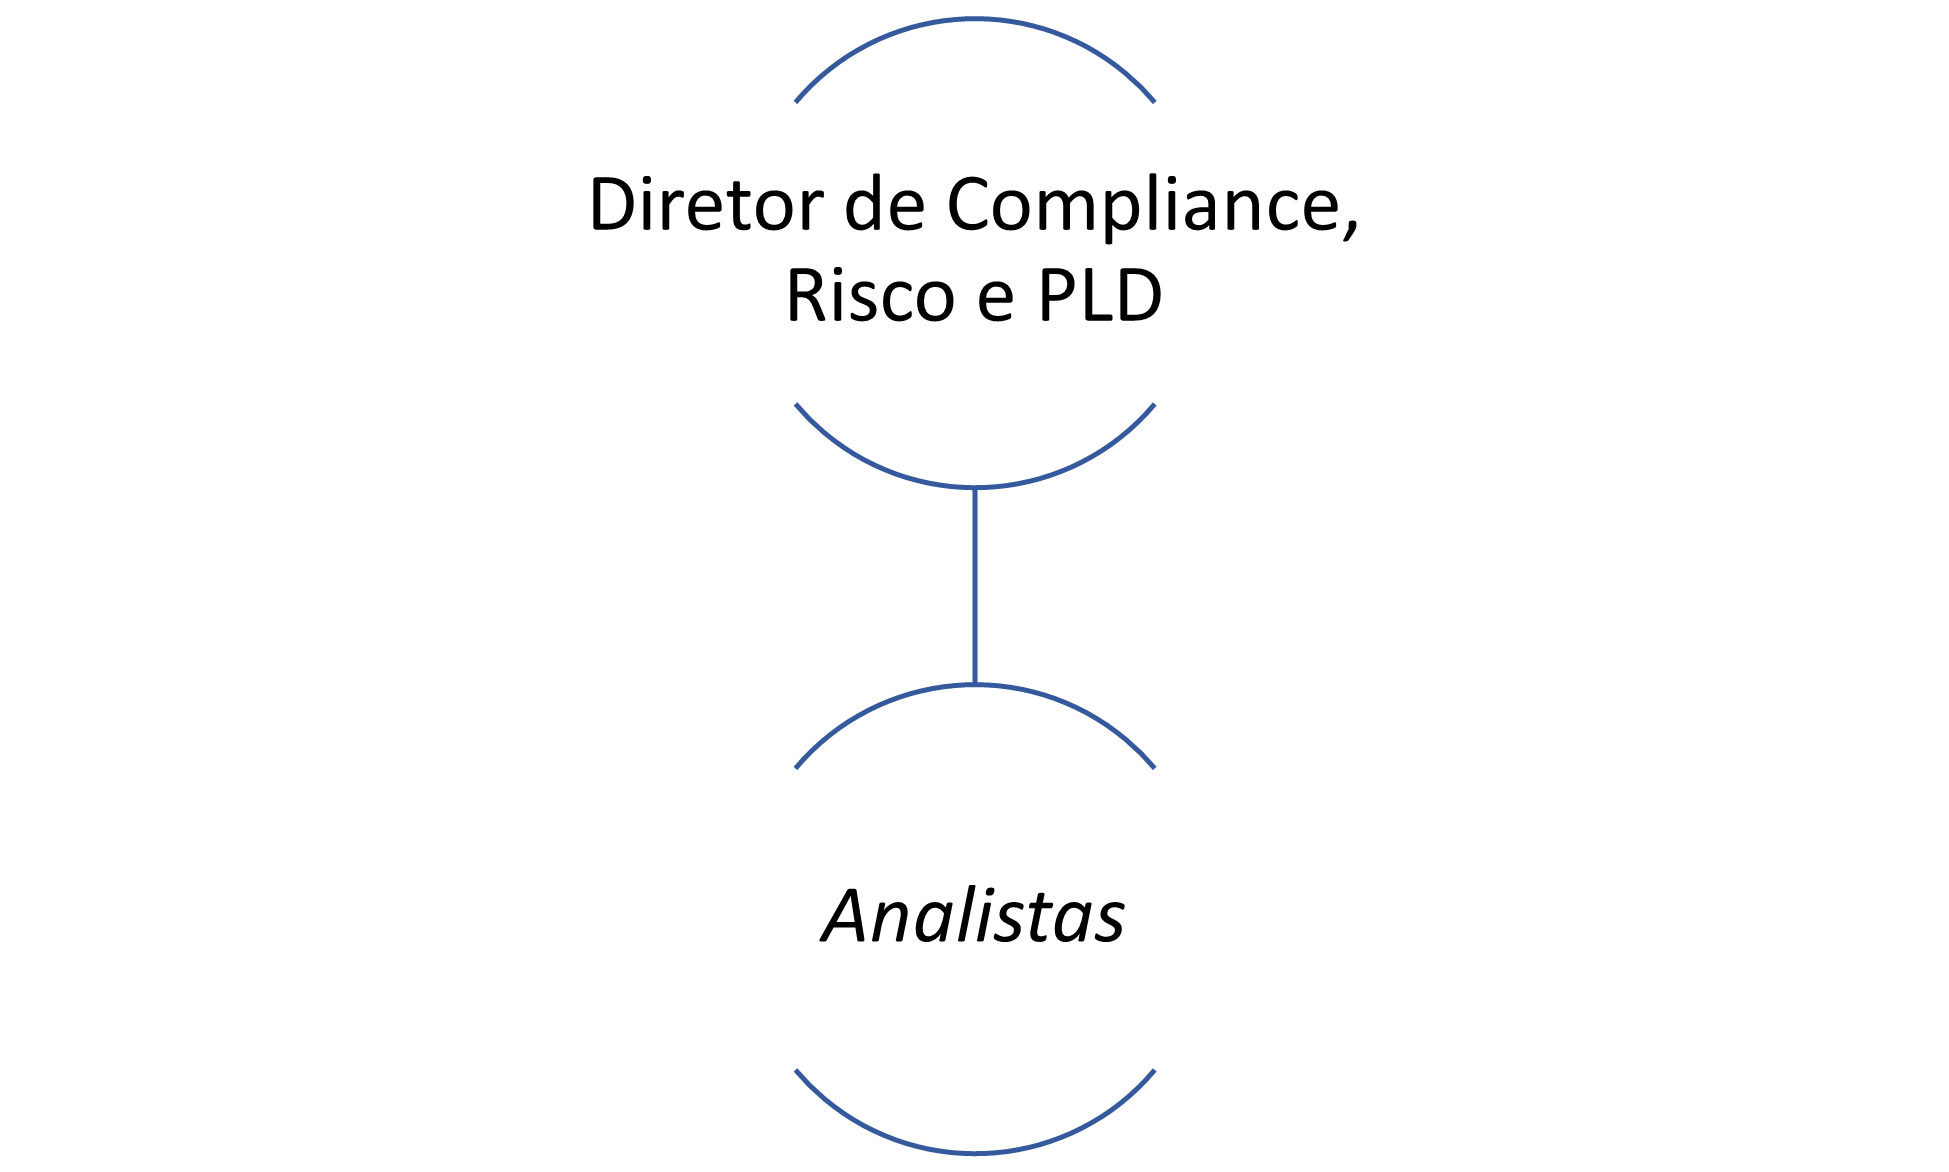 Diretor de Compliance,
Risco e PLD
Analistas